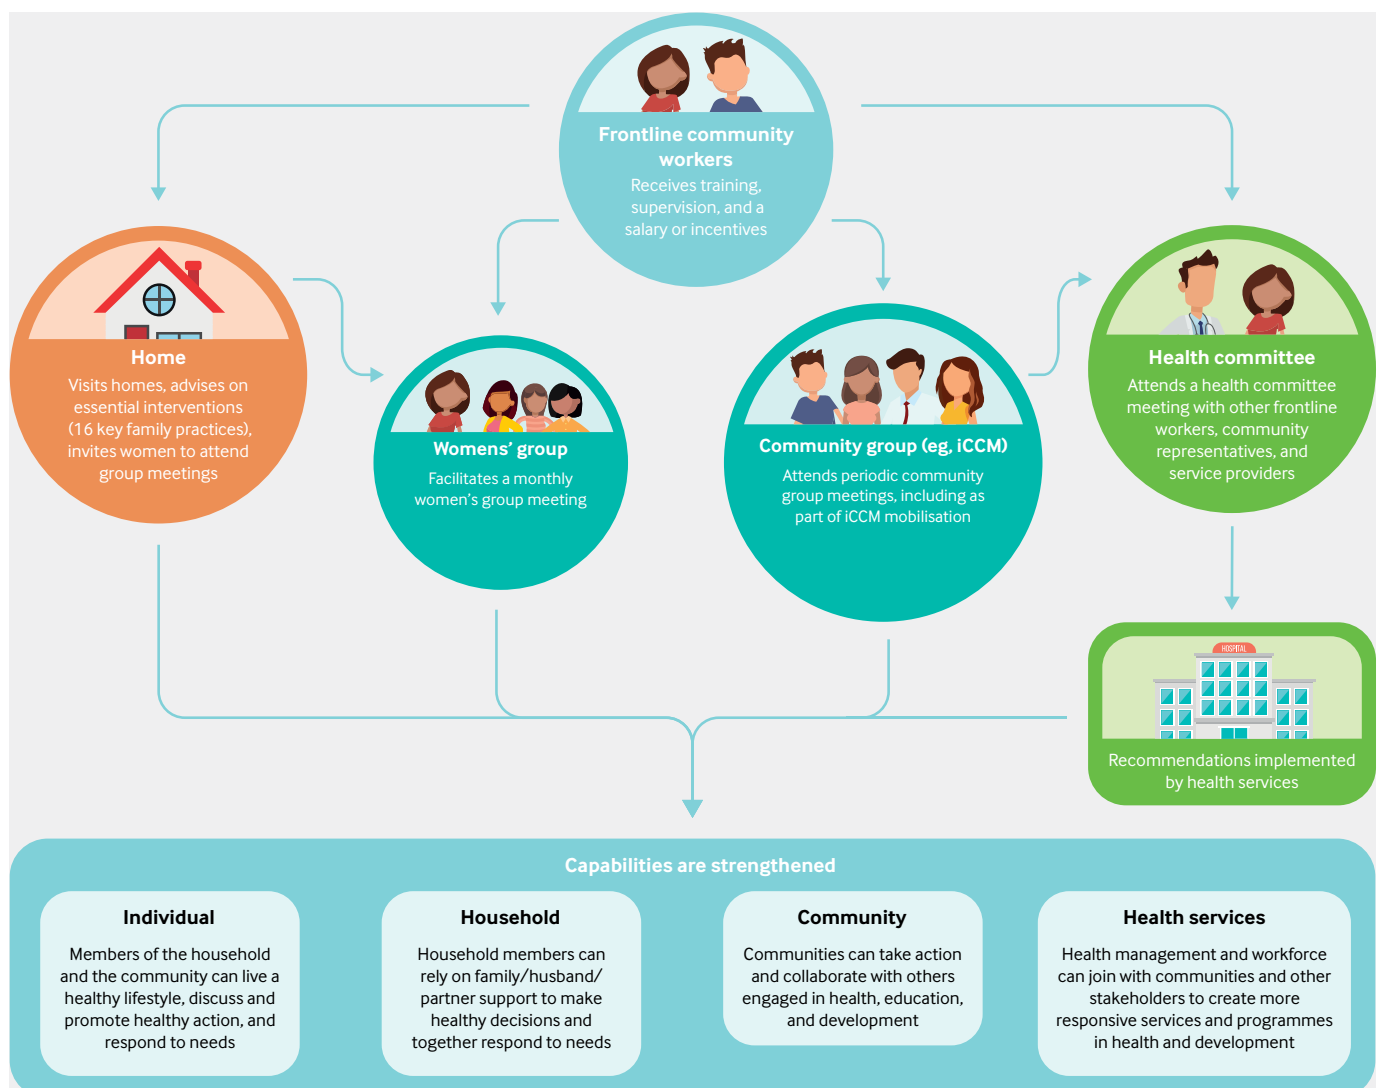 Frontline community
workers
Receives training,
supervision, and a
salary or incentives
Home
Visits homes, advises on
essential interventions
(16 key family practices),
invites women to attend
group meetings
Womens’ group
Facilitates a monthly
women’s group meeting
Community group (eg, iCCM)
Attends periodic community
group meetings, including as
part of iCCM mobilisation
Health committee
Attends a health committee
meeting with other frontline
workers, community
representatives, and
service providers
HOSPITAL
Recommendations implemented
by health services
Capabilities are strengthened
Individual
Members of the household
and the community can live a
healthy lifestyle, discuss and
promote healthy action, and
respond to needs
Household
Household members can
rely on family/husband/
partner support to make
healthy decisions and
together respond to needs
Community
Communities can take action
and collaborate with others
engaged in health, education,
and development
Health services
Health management and workforce
can join with communities and other
stakeholders to create more
responsive services and programmes
in health and development